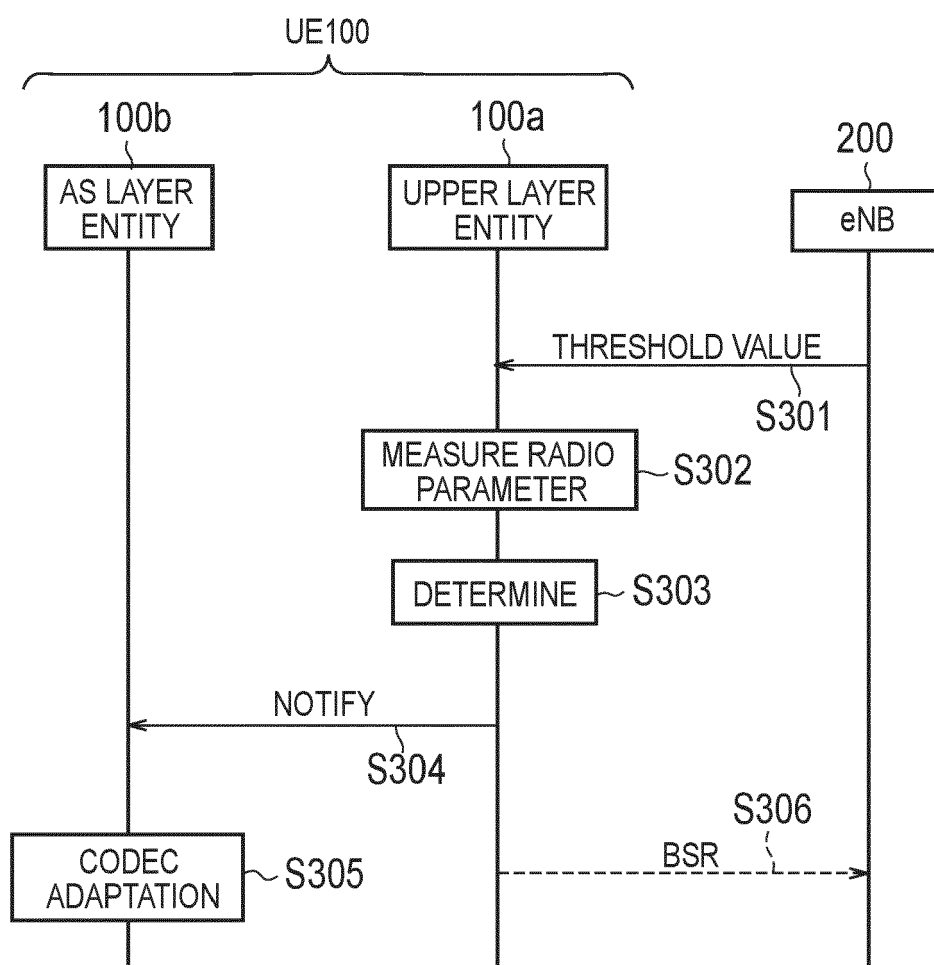 UE100
100b
100a
200
AS LAYER
ENTITY
UPPER LAYER
ENTITY
eNB
THRESHOLD VALUE
S301
MEASURE RADIO
PARAMETER
S302
DETERMINE
S303
NOTIFY
S304
S306
BSR
CODEC
ADAPTATION
S305